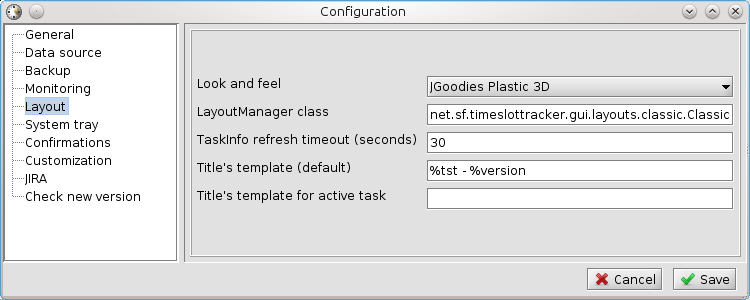 Configuration
General
Data source
Backup
Monitoring
Layout
System tray
Confirmations
Customization
JIRA
Check new version
Look and feel JGoodies Plastic 3D
LayoutManager class net.sf.timeslottracker.gui.layouts.classic.Classic
TaskInfo refresh timeout (seconds) 30
Title's template (default) %tst - %version
Title's template for active task
Cancel Save